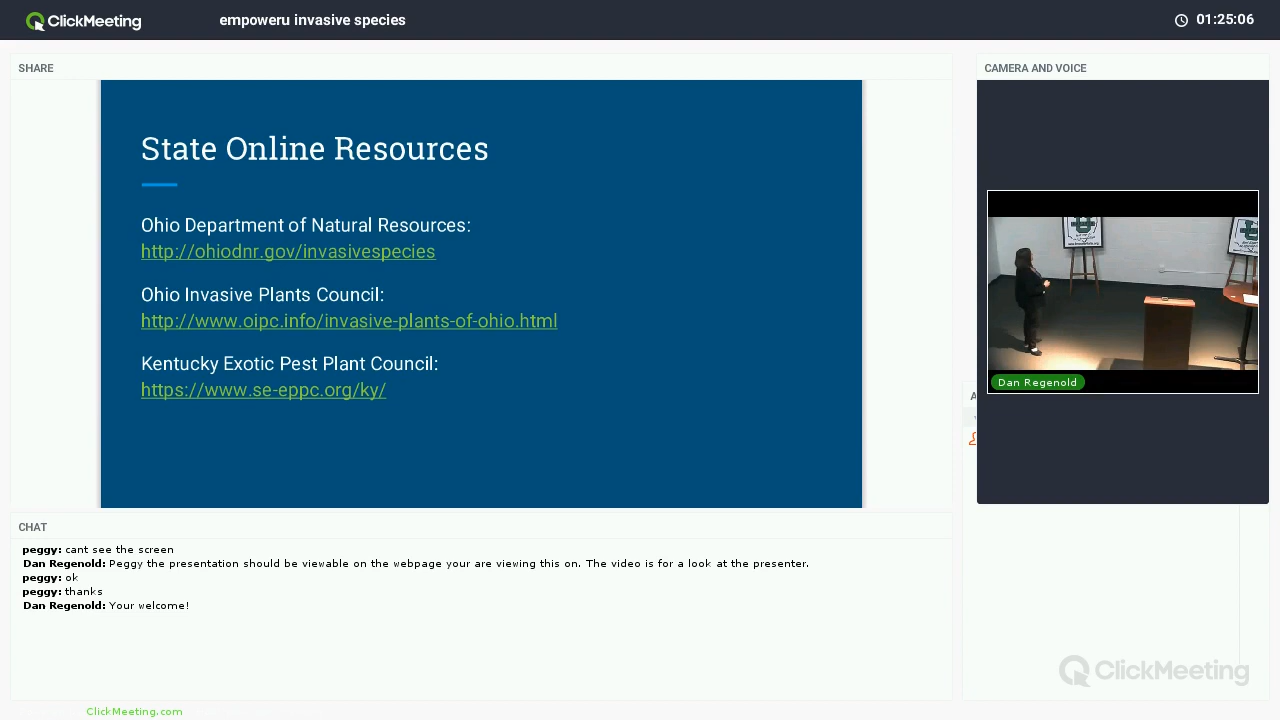 ClickMeeting
empoweru invasive species
01:25:06
SHARE
CAMERA AND VOICE
State Online Resources
Ohio Department of Natural Resources:
http://ohiodnr.gov/invasivespecies
Ohio Invasive Plants Council:
http://www.oipc.info/invasive-plants-of-ohio.html
Kentucky Exotic Pest Plant Council:
https://www.se-eppc.org/ky/
Dan Regenold
A
CHAT
peggy: cant see the screen
Dan Regenold: Peggy the presentation should be viewable on the webpage your are viewing this on. The video is for a look at the presenter.
peggy: ok
peggy: thanks
Dan Regenold: Your welcome!
ClickMeeting
ClickMeeting.com